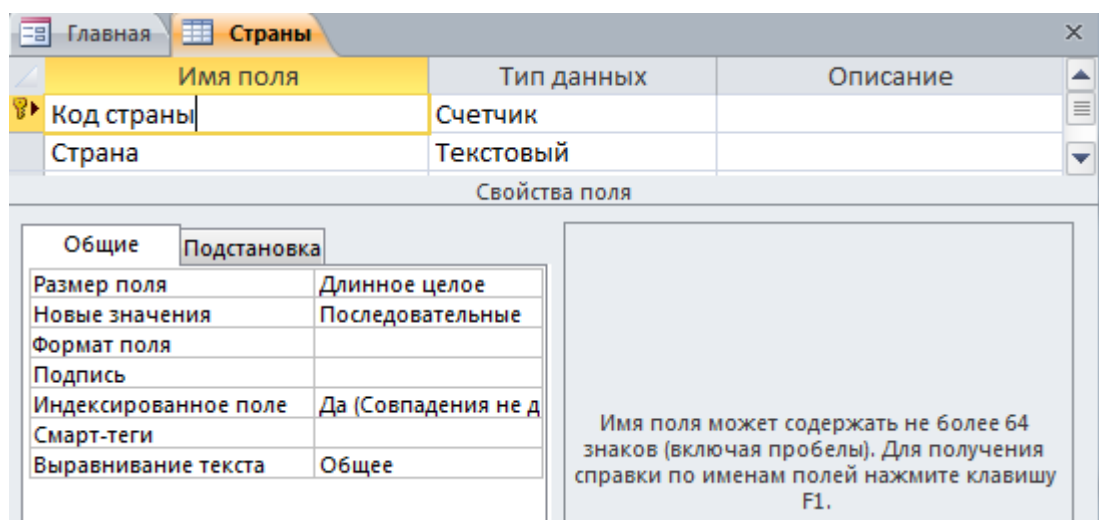 Главная Страны
Имя поля Тип данных Описание
Код страны Счетчик
Страна Текстовый
Свойства поля
Общие Подстановка
Размер поля Длинное целое
Новые значения Последовательные
Формат поля
Подпись
Индексированное поле Да (Совпадения не д
Смарт-теги
Выравнивание текста Общее
Имя поля может содержать не более 64
знаков (включая пробелы). Для получения
справки по именам полей нажмите клавишу
F1.